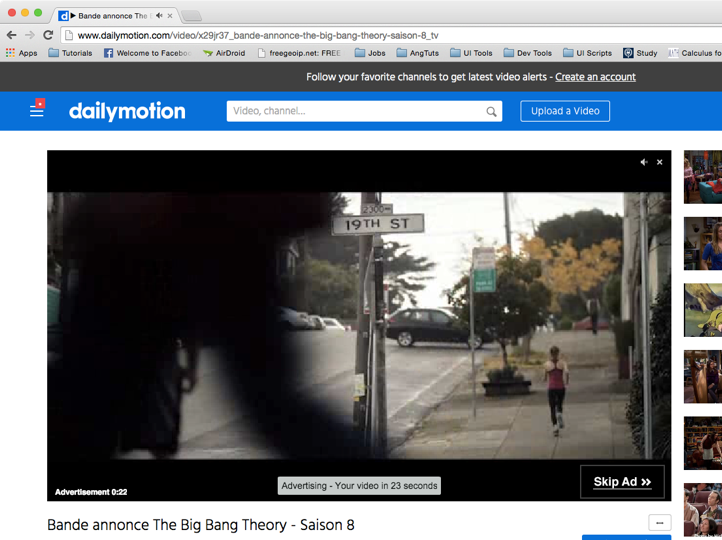 Bande annonce The
www.dailymotion.com/video/x29jr37_bande-annonce-the-big-bang-theory-saison-8_tv
Apps Tutorials Welcome to Faceboo AirDroid freegeoip.net: FREE Jobs AngTuts UI Tools Dev Tools UI Scripts Study Calculus fo
Follow your favorite channels to get latest video alerts - Create an account
dailymotion Video, channel... Upload a Video
2300
19TH ST
Advertising - Your video in 23 seconds
Skip Ad
Advertisement 0:22
Bande annonce The Big Bang Theory - Saison 8